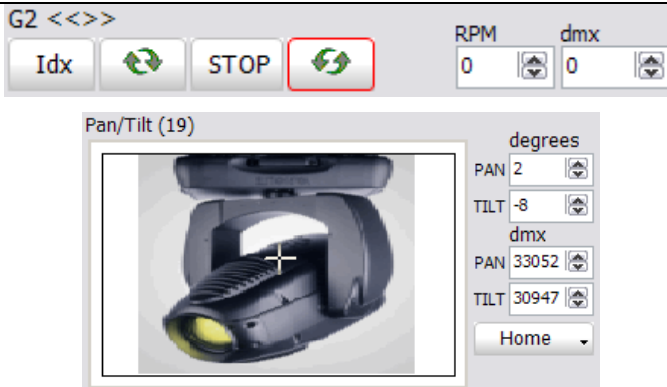 G2 <<>>
RPM dmx
Idx STOP 0 0
Pan/Tilt (19)
degrees
PAN 2
TILT -8
dmx
PAN 33052
TILT 30947
Home